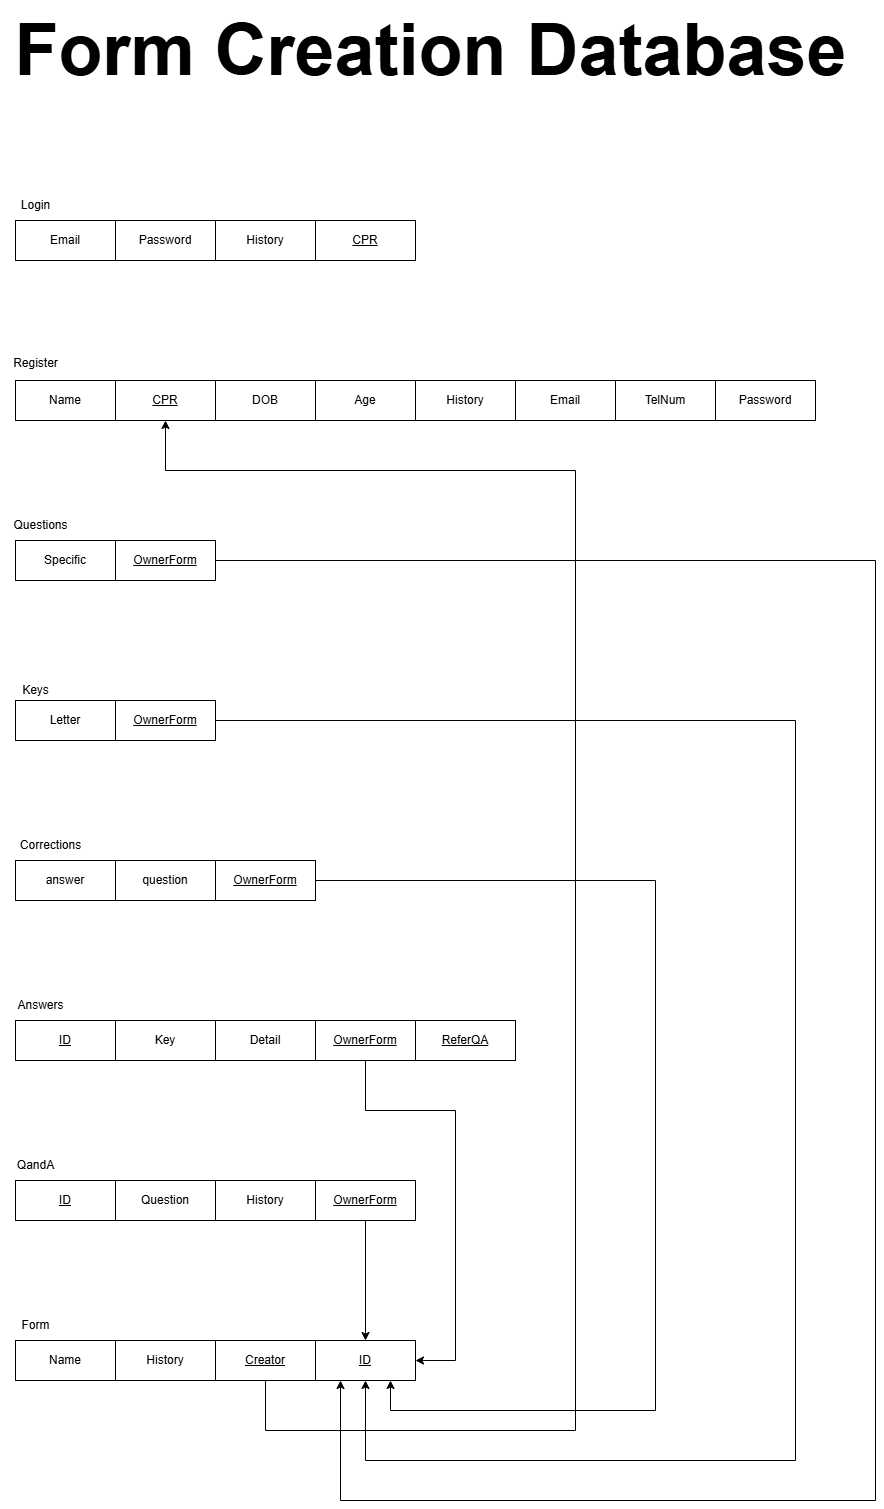 Form Creation Database
Login
Email Password History CPR
Register
Name CPR DOB Age History Email TelNum Password
Questions
Specific OwnerForm
Keys
Letter OwnerForm
Corrections
answer question OwnerForm
Answers
ID Key Detail OwnerForm ReferQA
QandA
ID Question History OwnerForm
Form
Name History Creator ID